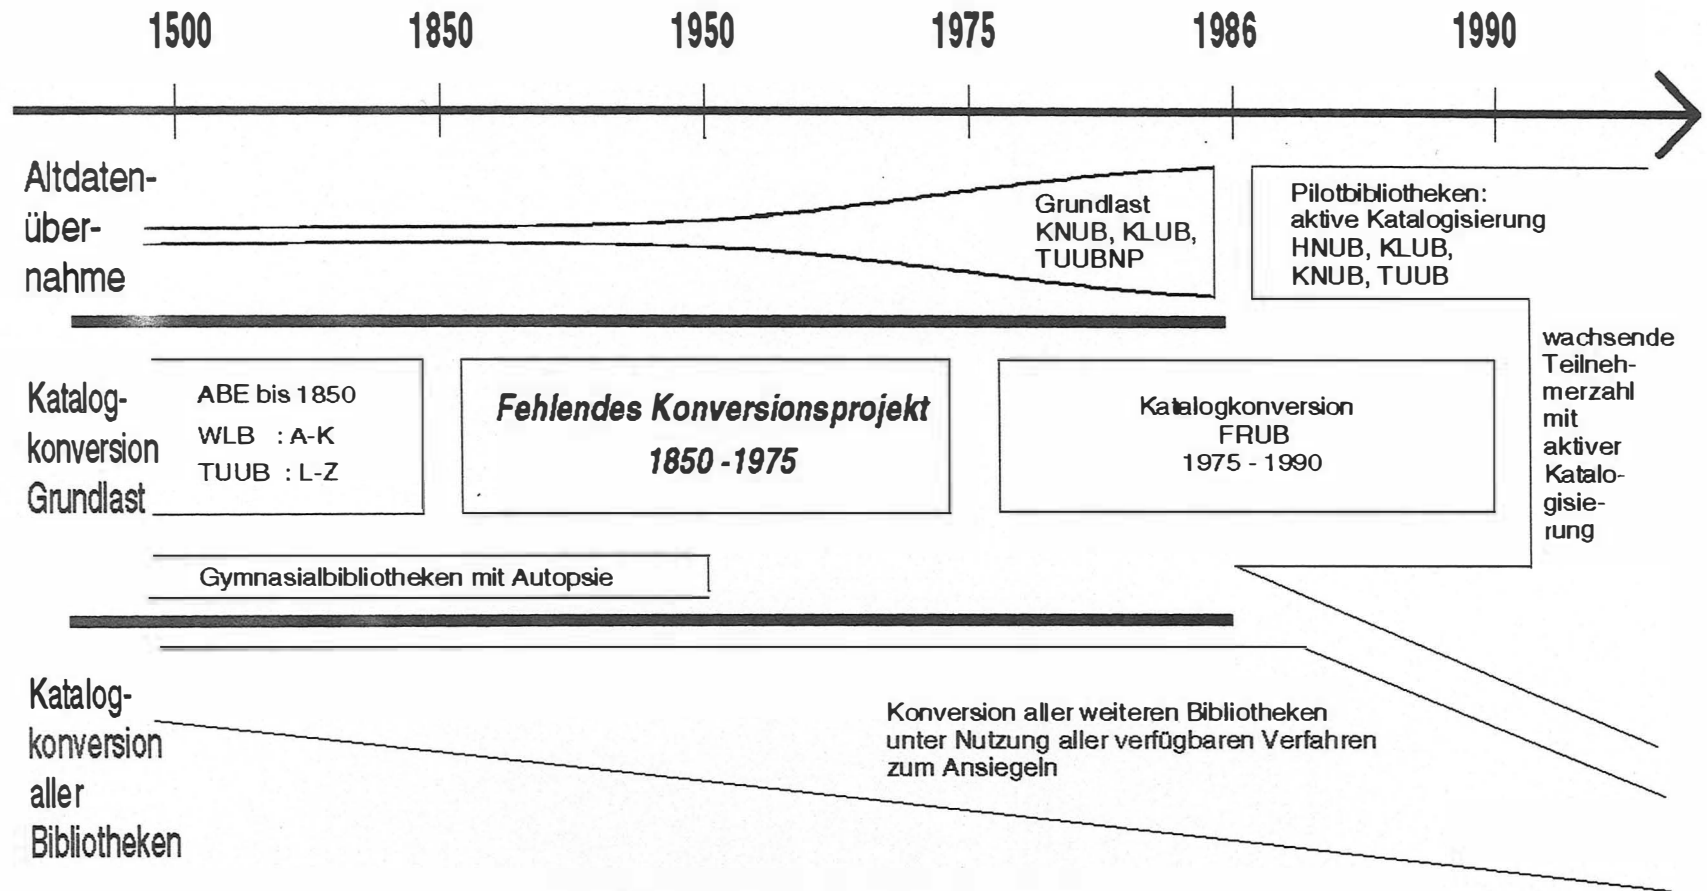 1500 1850 1950 1975 1986 1990
Altdaten-
über-
nahme
Grundlast
KNUB, KLUB,
TUUBNP
Pilotbibliotheken:
aktive Katalogisierung
HNUB, KLUB,
KNUB, TUUB
wachsende
Teilneh-
merzahl
mit
aktiver
Katalo-
gisie-
rung
Katalog-
konversion
Grundlast
ABE bis 1850
WLB : A-K
TUUB : L-Z
Fehlendes Konversionsprojekt
1850 - 1975
Katalogkonversion
FRUB
1975 - 1990
Gymnasialbibliotheken mit Autopsie
Katalog-
konversion
aller
Bibliotheken
Konversion aller weiteren Bibliotheken
unter Nutzung aller verfügbaren Verfahren
zum Ansiegeln